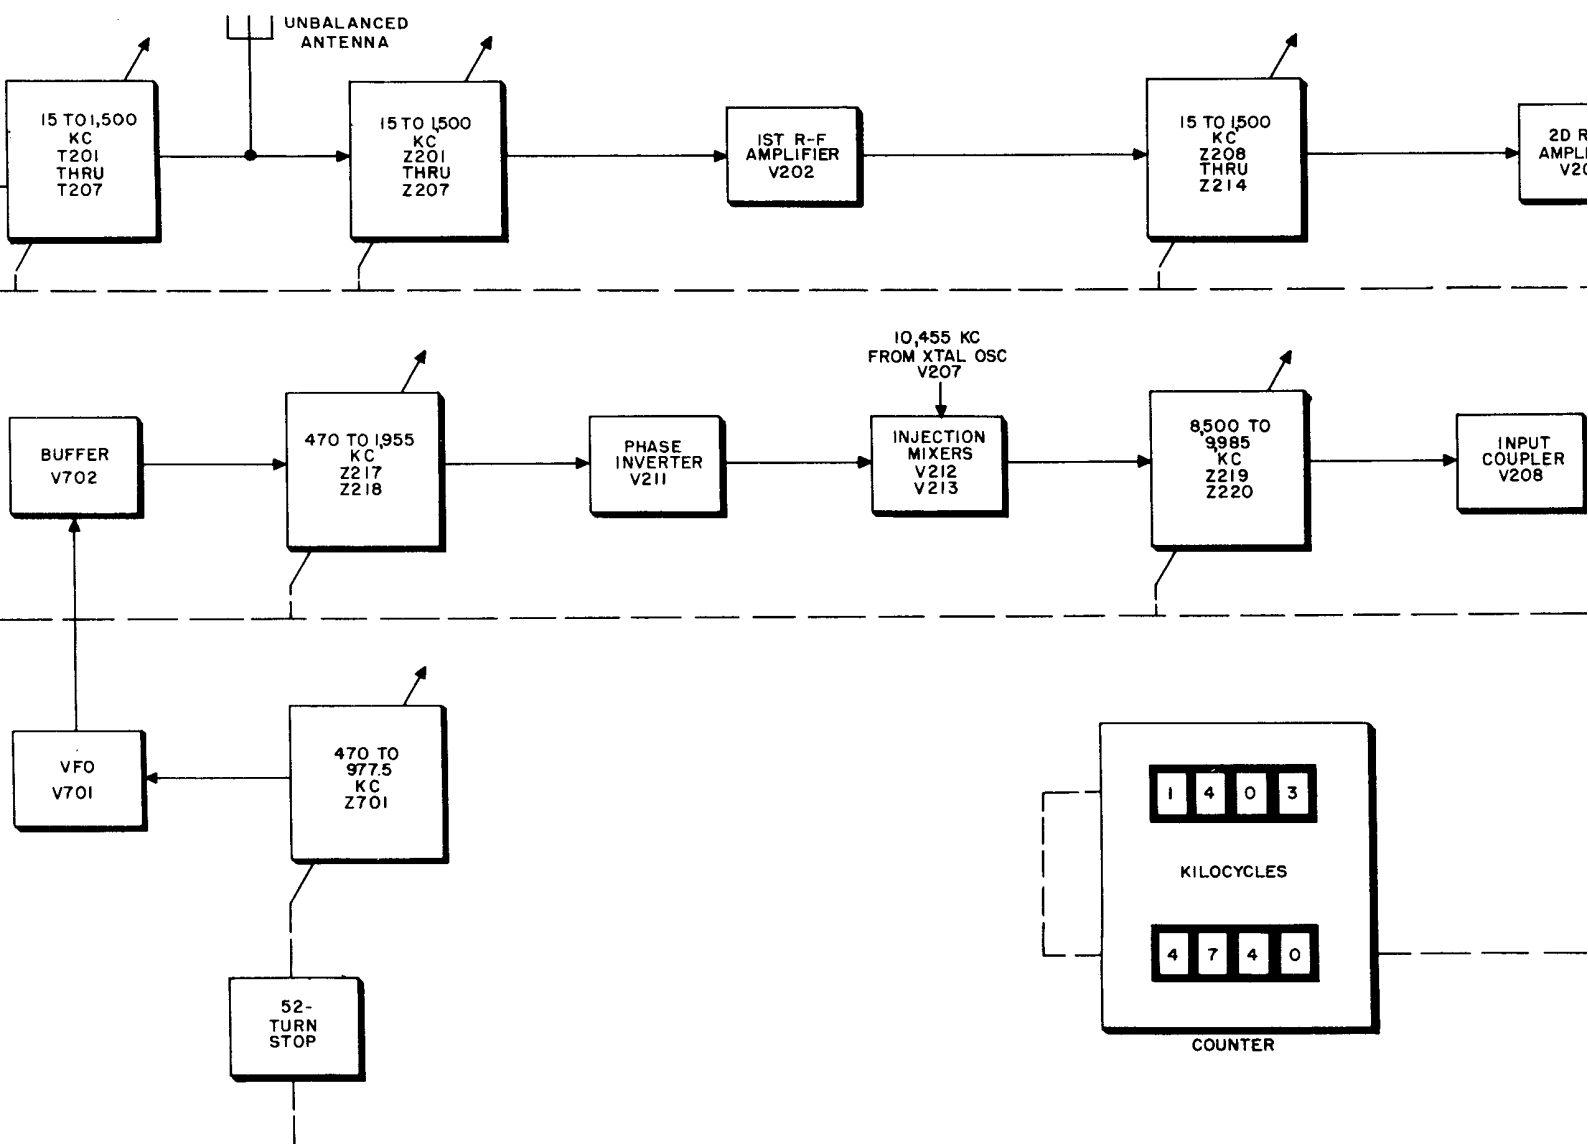 UNBALANCED
ANTENNA
15 TO 1,500
KC
T201
THRU
T207
15 TO 1,500
KC
Z201
THRU
Z207
1ST R-F
AMPLIFIER
V202
15 TO 1,500
KC
Z208
THRU
Z214
2D R
AMPLI
V20
10,455 KC
FROM XTAL OSC
V207
BUFFER
V702
470 TO 1,955
KC
Z217
Z218
PHASE
INVERTER
V211
INJECTION
MIXERS
V212
V213
8,500 TO
9,985
KC
Z219
Z220
INPUT
COUPLER
V208
VFO
V701
470 TO
977.5
KC
Z701
1 4 0 3
KILOCYCLES
4 7 4 0
COUNTER
52-
TURN
STOP